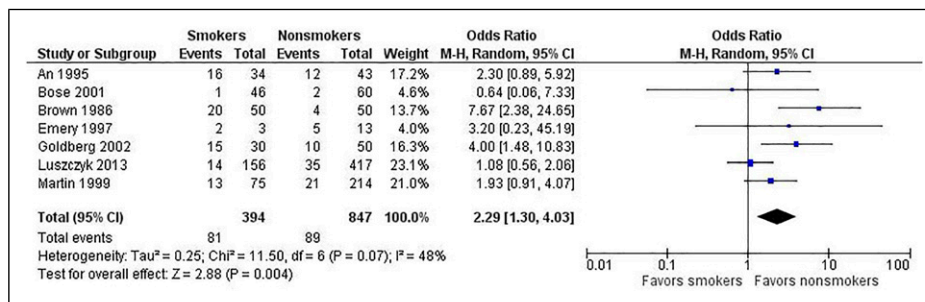 Smokers Nonsmokers Odds Ratio Odds Ratio
Study or Subgroup Events Total Events Total Weight M-H, Random, 95% CI M-H, Random, 95% CI
An 1995 16 34 12 43 17.2% 2.30 [0.89, 5.92]
Bose 2001 1 46 2 60 4.6% 0.64 [0.06, 7.33]
Brown 1986 20 50 4 50 13.7% 7.67 [2.38, 24.65]
Emery 1997 2 3 5 13 4.0% 3.20 [0.23, 45.19]
Goldberg 2002 15 30 10 50 16.3% 4.00 [1.48, 10.83]
Luszczyk 2013 14 156 35 417 23.1% 1.08 [0.56, 2.06]
Martin 1999 13 75 21 214 21.0% 1.93 [0.91, 4.07]
Total (95% CI) 394 847 100.0% 2.29 [1.30, 4.03]
Total events 81 89
Heterogeneity: Tau² = 0.25; Chi² = 11.50, df = 6 (P = 0.07); I² = 48%
Test for overall effect: Z = 2.88 (P = 0.004)
0.01 0.1 1 10 100
Favors smokers Favors nonsmokers